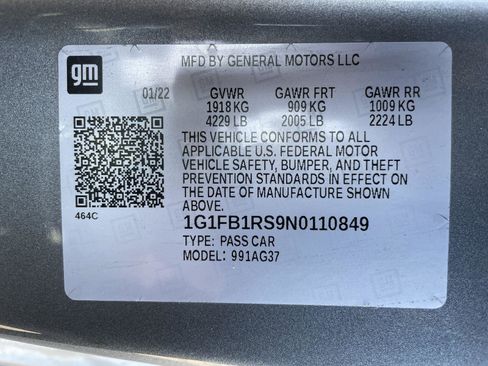 gm
MFD BY GENERAL MOTORS LLC
01/22 GVWR GAWR FRT GAWR RR
1918 KG 909 KG 1009 KG
4229 LB 2005 LB 2224 LB
THIS VEHICLE CONFORMS TO ALL
APPLICABLE U.S. FEDERAL MOTOR
VEHICLE SAFETY, BUMPER, AND THEFT
PREVENTION STANDARDS IN EFFECT ON
THE DATE OF MANUFACTURE SHOWN
ABOVE.
464C
1G1FB1RS9N0110849
TYPE: PASS CAR
MODEL: 991AG37